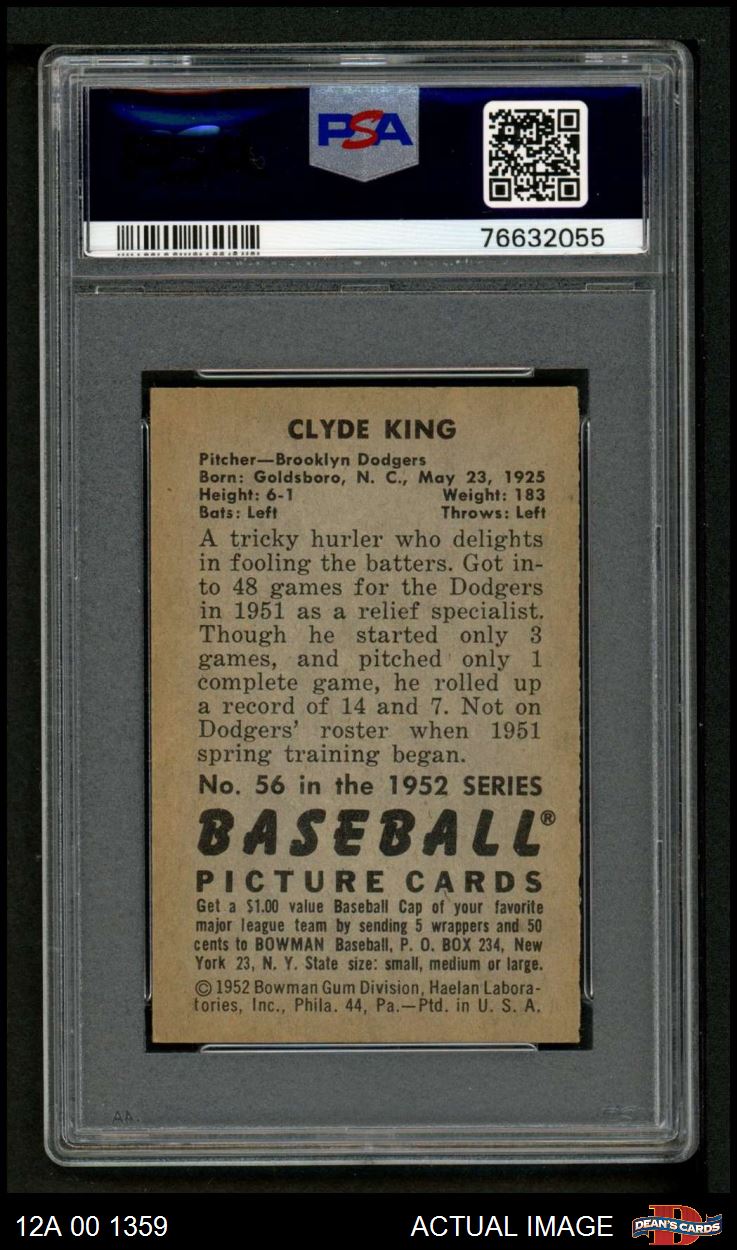 PSA
76632055
CLYDE KING
Pitcher—Brooklyn Dodgers
Born: Goldsboro, N. C., May 23, 1925
Height: 6-1 Weight: 183
Bats: Left Throws: Left
A tricky hurler who delights
in fooling the batters. Got in-
to 48 games for the Dodgers
in 1951 as a relief specialist.
Though he started only 3
games, and pitched only 1
complete game, he rolled up
a record of 14 and 7. Not on
Dodgers' roster when 1951
spring training began.
No. 56 in the 1952 SERIES
BASEBALL®
PICTURE CARDS
Get a $1.00 value Baseball Cap of your favorite
major league team by sending 5 wrappers and 50
cents to BOWMAN Baseball, P. O. BOX 234, New
York 23, N. Y. State size: small, medium or large.
© 1952 Bowman Gum Division, Haelan Labora-
tories, Inc., Phila. 44, Pa.—Ptd. in U. S. A.
12A 00 1359 ACTUAL IMAGE DEAN'S CARDS